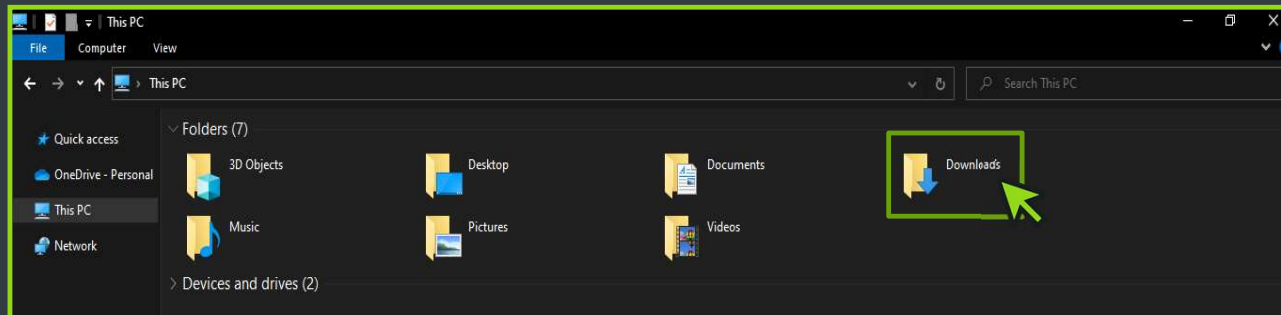 This PC
File Computer View
This PC
Search This PC
Quick access
OneDrive - Personal
This PC
Network
Folders (7)
3D Objects
Desktop
Documents
Downloads
Music
Pictures
Videos
Devices and drives (2)